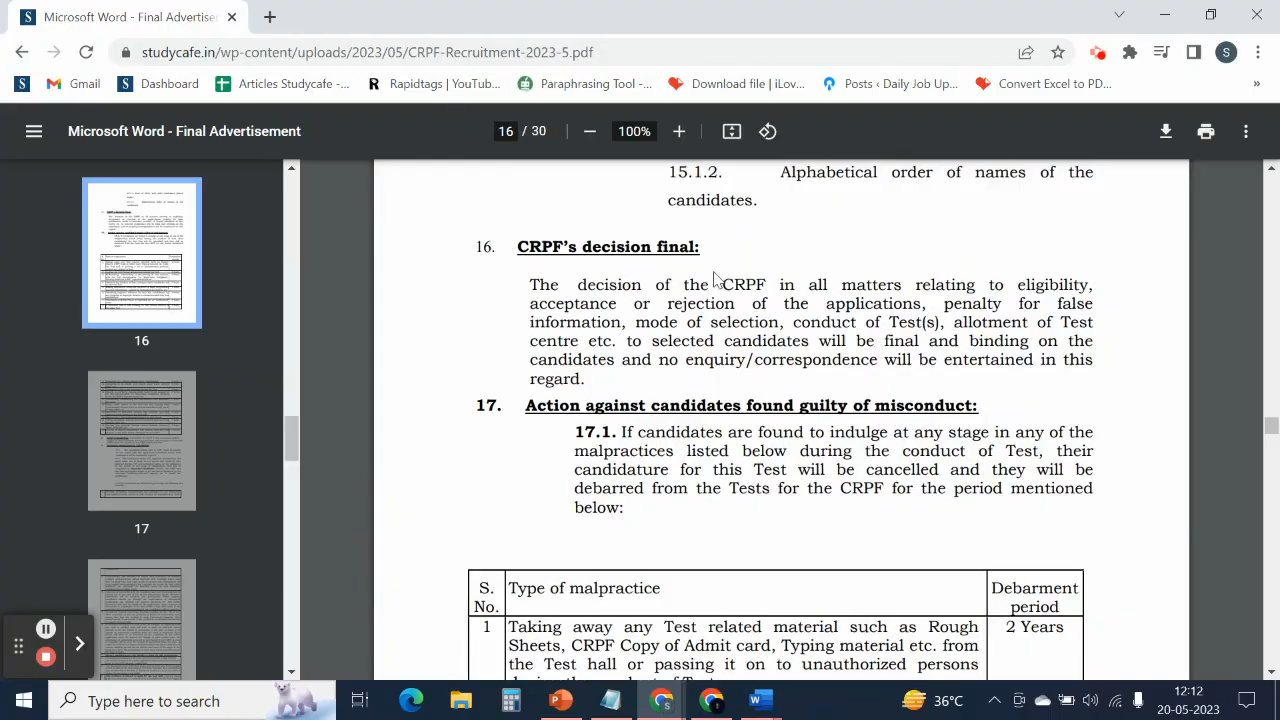 Microsoft Word - Final Advertisem
studycafe.in/wp-content/uploads/2023/05/CRPF-Recruitment-2023-5.pdf
S
Gmail
Dashboard
Articles Studycafe -...
Rapidtags | YouTub...
Paraphrasing Tool -...
Download file | iLov...
Posts ‹ Daily Job Up...
Convert Excel to PD...
»
Microsoft Word - Final Advertisement
16 / 30
100%
16
17
15.1.2. Alphabetical order of names of the
candidates.
16. CRPF's decision final:
The decision of the CRPF in all matters relating to eligibility,
acceptance or rejection of the applications, penalty for false
information, mode of selection, conduct of Test(s), allotment of Test
centre etc. to selected candidates will be final and binding on the
candidates and no enquiry/correspondence will be entertained in this
regard.
17. Action against candidates found guilty of misconduct:
17.1. If candidates are found to indulge at any stage in any of the
malpractices listed below during the conduct of Test, their
candidature for this Test will be cancelled and they will be
debarred from the Tests for the CRPF for the period mentioned
below:
S. Type of malpractice Debarment
No. period
1 Taking away any Test related material such as Rough 2 Years
Sheets, CRPF Copy of Admit card, Typing material etc. from
the Test hall or passing it on to unauthorized persons
Type here to search
36°C
12:12
20-05-2023